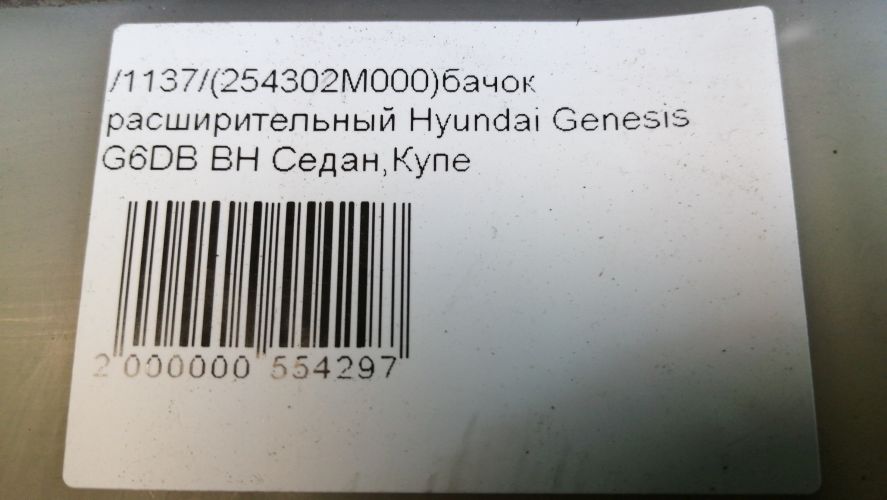 /1137/(254302M000)бачок
расширительный Hyundai Genesis
G6DB BH Седан,Купе
2 000000 554297